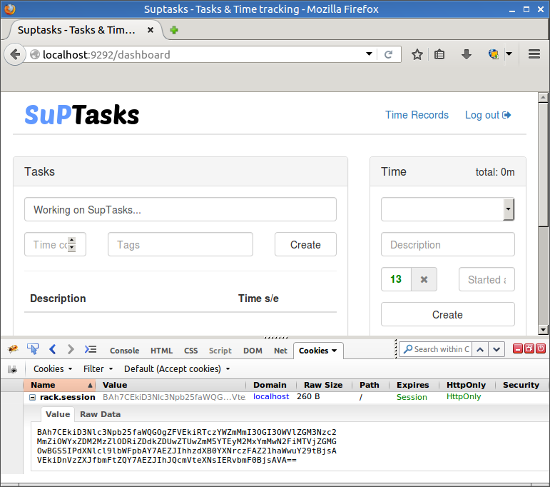 Suptasks - Tasks & Time tracking - Mozilla Firefox
Suptasks - Tasks & Tim…
localhost:9292/dashboard
SuPTasks
Time Records Log out
Tasks
Working on SupTasks...
Time co
Tags
Create
Description Time s/e
Time total: 0m
Description
13
Started a
Create
Console HTML CSS Script DOM Net Cookies
Search within C
Cookies Filter Default (Accept cookies)
Name Value Domain Raw Size Path Expires HttpOnly Security
rack.session BAh7CEkiD3Nlc3Npb25faWQG…Vte localhost 260 B / Session HttpOnly
Value Raw Data